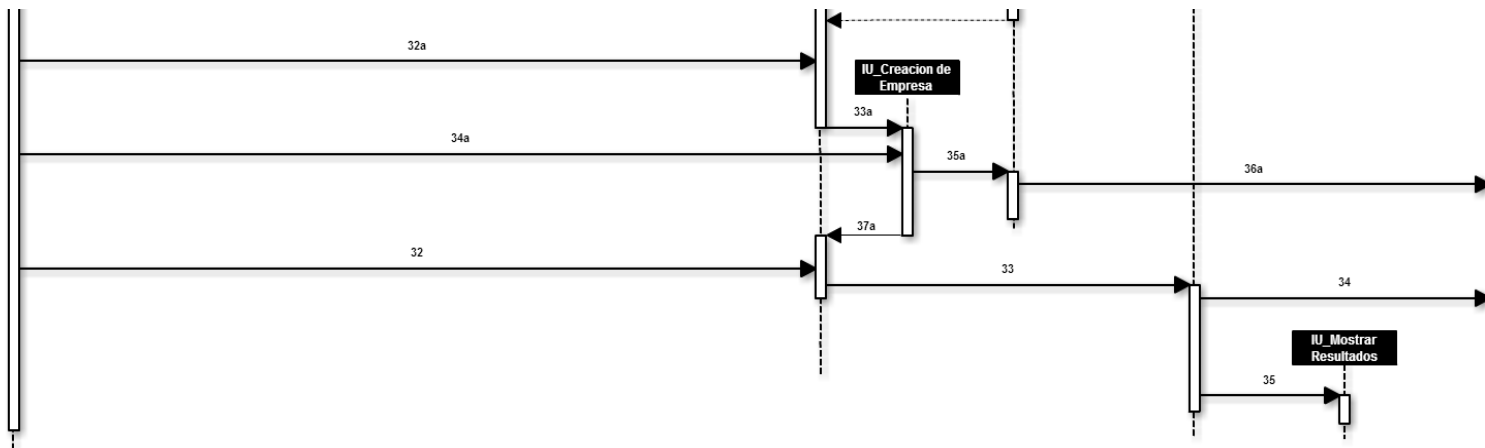 32a
IU_Creacion de
Empresa
33a
34a
35a
36a
37a
32
33
34
IU_Mostrar
Resultados
35